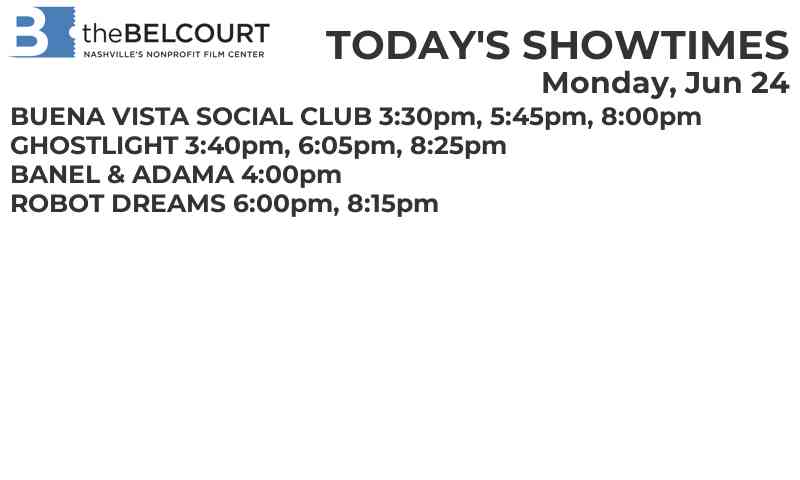 B theBELCOURT
NASHVILLE'S NONPROFIT FILM CENTER
TODAY'S SHOWTIMES
Monday, Jun 24
BUENA VISTA SOCIAL CLUB 3:30pm, 5:45pm, 8:00pm
GHOSTLIGHT 3:40pm, 6:05pm, 8:25pm
BANEL & ADAMA 4:00pm
ROBOT DREAMS 6:00pm, 8:15pm